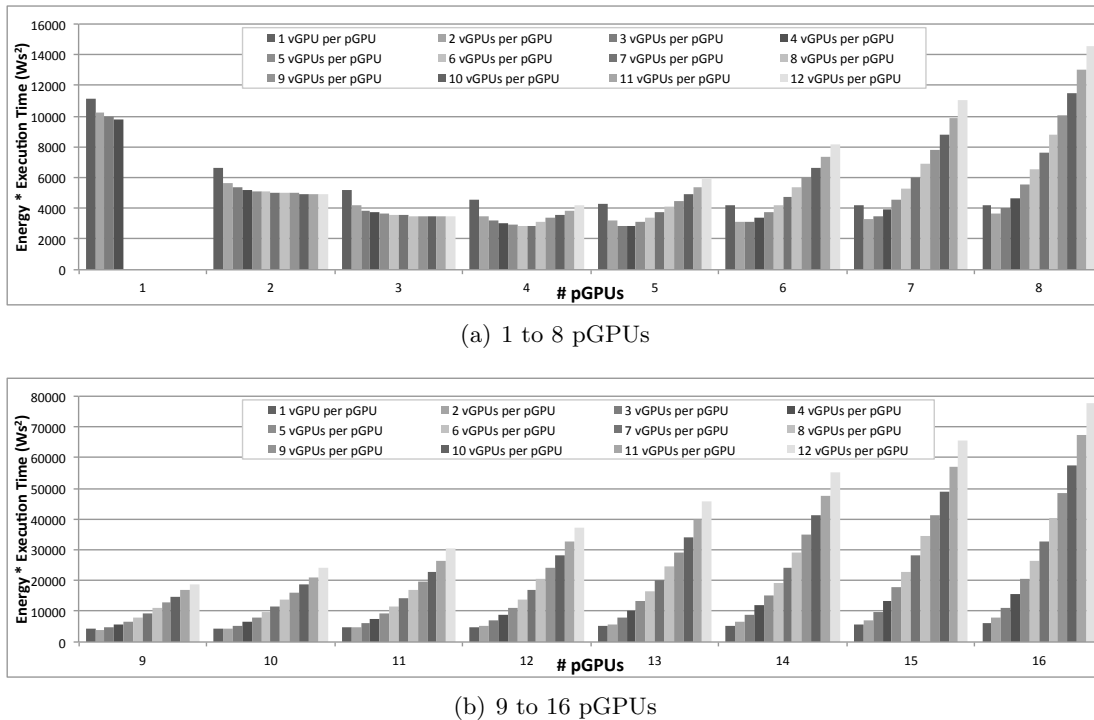 16000
14000
12000
10000
8000
6000
4000
2000
0
Energy * Execution Time (Ws²)
1 vGPU per pGPU 2 vGPUs per pGPU 3 vGPUs per pGPU 4 vGPUs per pGPU
5 vGPUs per pGPU 6 vGPUs per pGPU 7 vGPUs per pGPU 8 vGPUs per pGPU
9 vGPUs per pGPU 10 vGPUs per pGPU 11 vGPUs per pGPU 12 vGPUs per pGPU
1 2 3 4 5 6 7 8
# pGPUs
(a) 1 to 8 pGPUs
80000
70000
60000
50000
40000
30000
20000
10000
0
Energy * Execution Time (Ws²)
1 vGPU per pGPU 2 vGPUs per pGPU 3 vGPUs per pGPU 4 vGPUs per pGPU
5 vGPUs per pGPU 6 vGPUs per pGPU 7 vGPUs per pGPU 8 vGPUs per pGPU
9 vGPUs per pGPU 10 vGPUs per pGPU 11 vGPUs per pGPU 12 vGPUs per pGPU
9 10 11 12 13 14 15 16
# pGPUs
(b) 9 to 16 pGPUs